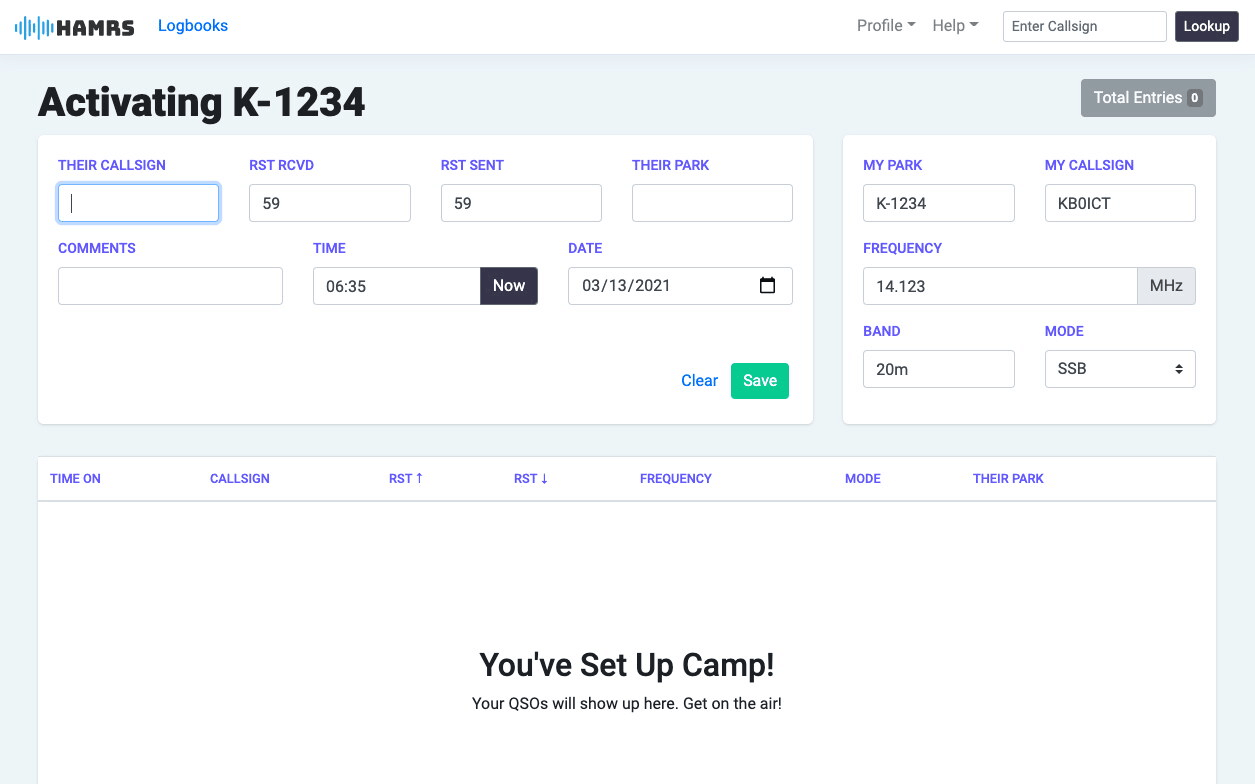 HAMRS Logbooks Profile Help Enter Callsign Lookup
Activating K-1234 Total Entries 0
THEIR CALLSIGN RST RCVD RST SENT THEIR PARK
59 59
COMMENTS TIME DATE
06:35 Now 03/13/2021
Clear Save
MY PARK MY CALLSIGN
K-1234 KB0ICT
FREQUENCY
14.123 MHz
BAND MODE
20m SSB
TIME ON CALLSIGN RST ↑ RST ↓ FREQUENCY MODE THEIR PARK
You've Set Up Camp!
Your QSOs will show up here. Get on the air!